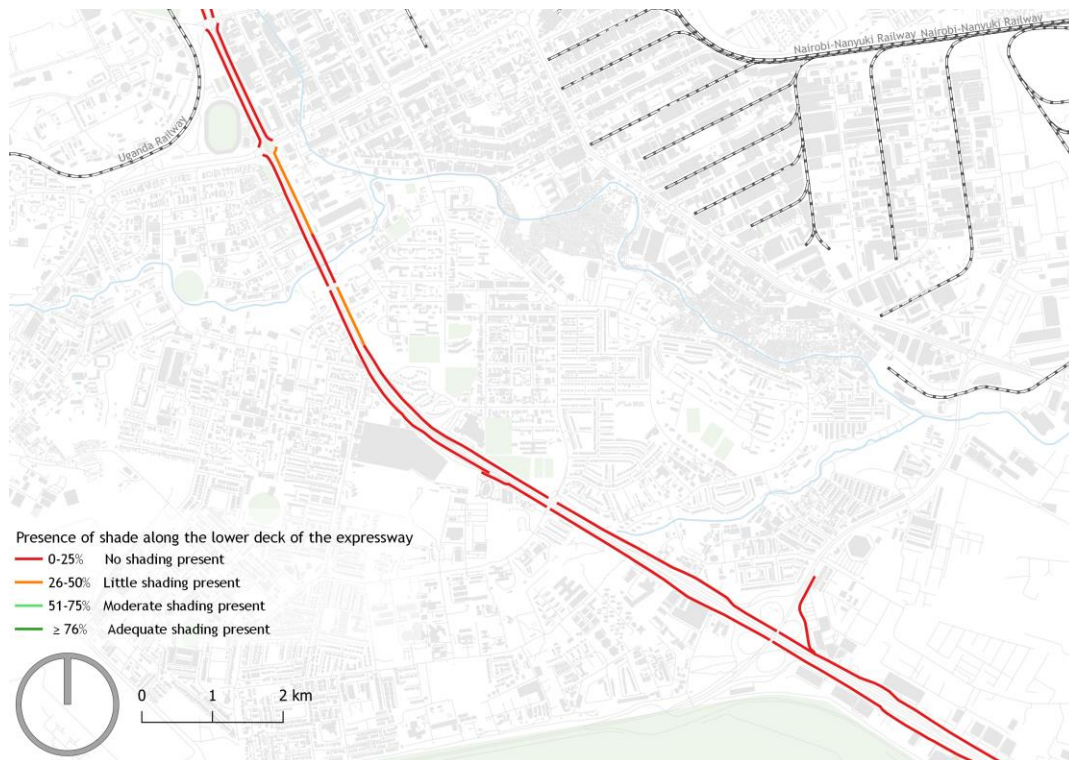 Nairobi-Nanyuki Railway Nairobi-Nanyuki Railway
Uganda Railway
Presence of shade along the lower deck of the expressway
0-25% No shading present
26-50% Little shading present
51-75% Moderate shading present
≥ 76% Adequate shading present
0 1 2 km